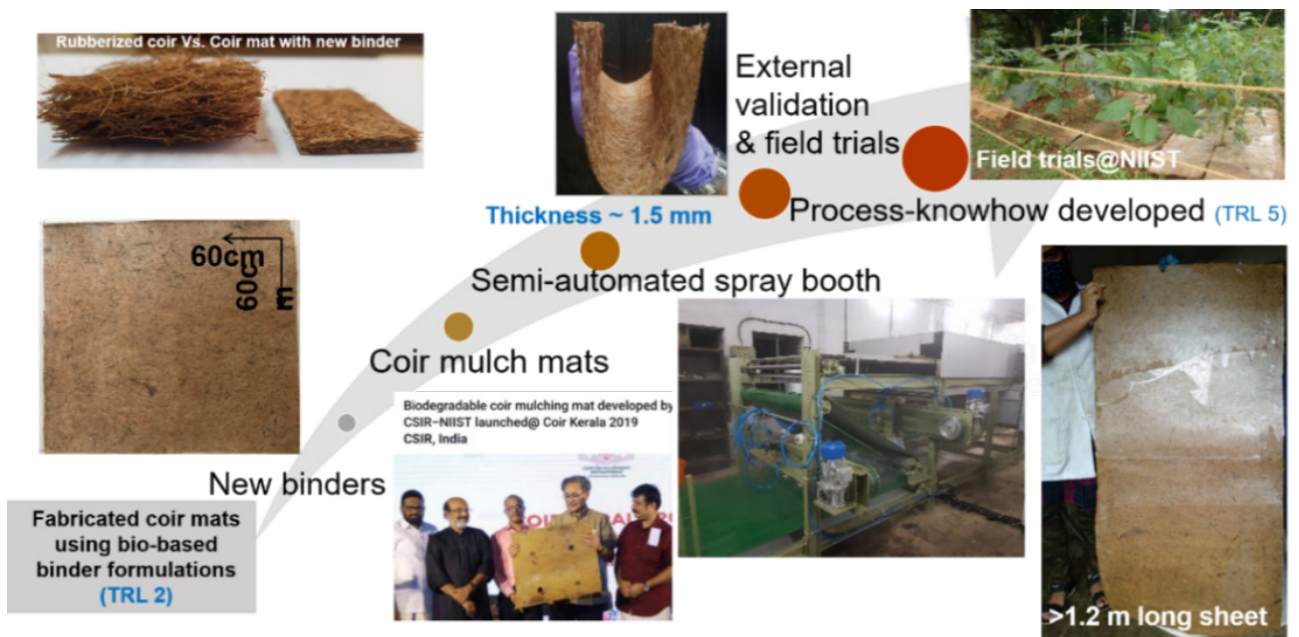 Rubberized coir Vs. Coir mat with new binder
External
validation
& field trials
Field trials@NIIST
Thickness ~ 1.5 mm
Process-knowhow developed (TRL 5)
60cm
60cm
Semi-automated spray booth
Coir mulch mats
Biodegradable coir mulching mat developed by
CSIR-NIIST launched@ Coir Kerala 2019
CSIR, India
New binders
Fabricated coir mats
using bio-based
binder formulations
(TRL 2)
>1.2 m long sheet